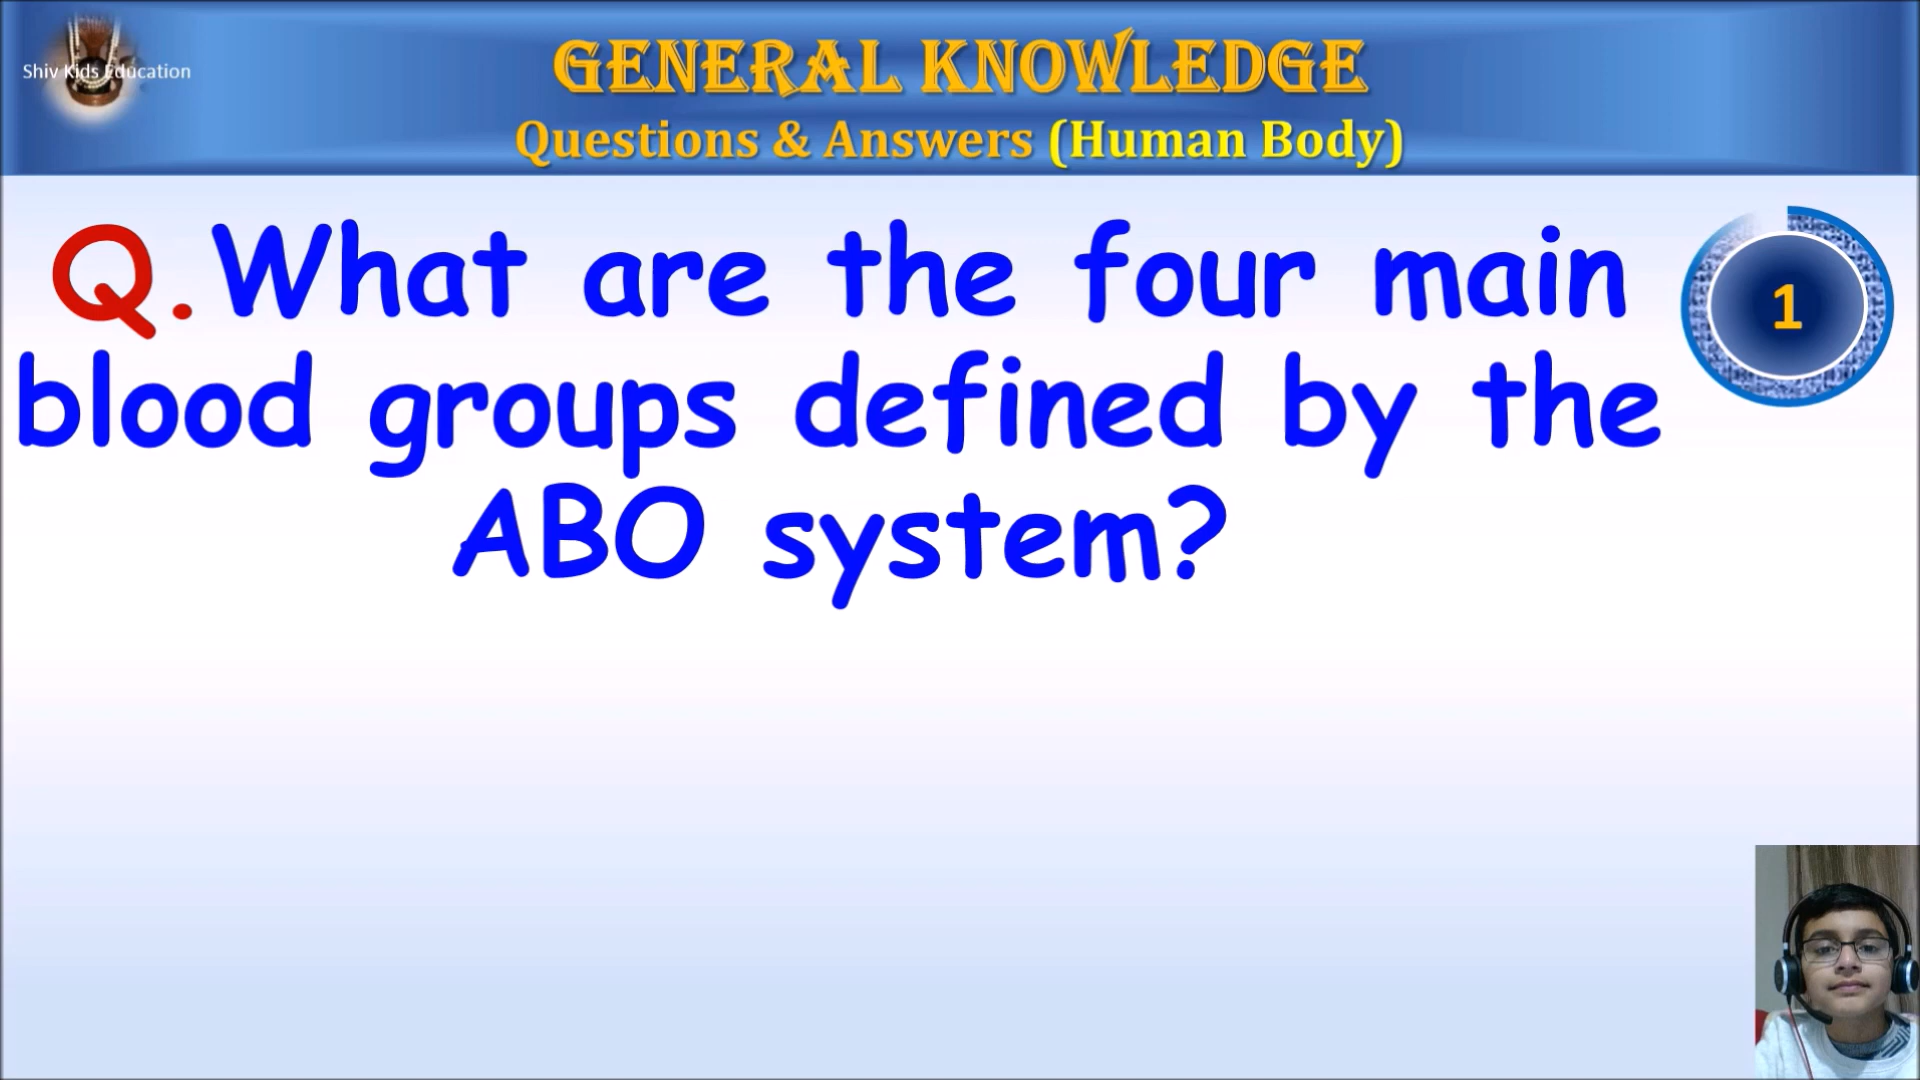 Shiv Kids Education
GENERAL KNOWLEDGE
Questions & Answers (Human Body)
Q.What are the four main
blood groups defined by the
ABO system?
1